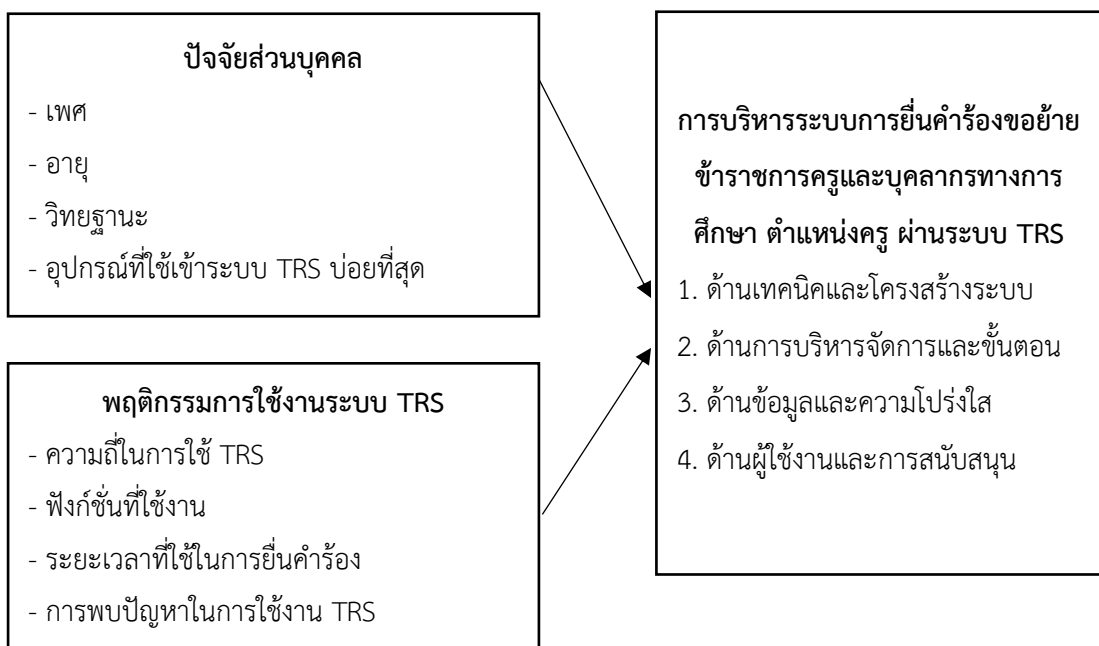 ปัจจัยส่วนบุคคล
- เพศ
- อายุ
- วิทยฐานะ
- อุปกรณ์ที่ใช้เข้าระบบ TRS บ่อยที่สุด
พฤติกรรมการใช้งานระบบ TRS
- ความถี่ในการใช้ TRS
- ฟังก์ชั่นที่ใช้งาน
- ระยะเวลาที่ใช้ในการยื่นคำร้อง
- การพบปัญหาในการใช้งาน TRS
การบริหารระบบการยื่นคำร้องขอย้าย
ข้าราชการครูและบุคลากรทางการ
ศึกษา ตำแหน่งครู ผ่านระบบ TRS
1. ด้านเทคนิคและโครงสร้างระบบ
2. ด้านการบริหารจัดการและขั้นตอน
3. ด้านข้อมูลและความโปร่งใส
4. ด้านผู้ใช้งานและการสนับสนุน